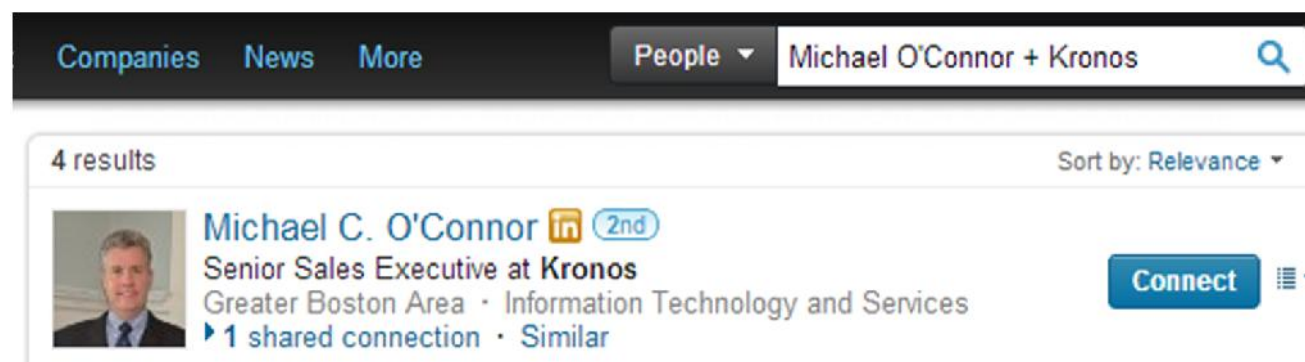 Companies News More People Michael O'Connor + Kronos
4 results Sort by: Relevance
Michael C. O'Connor in 2nd
Senior Sales Executive at Kronos
Connect
Greater Boston Area · Information Technology and Services
1 shared connection · Similar